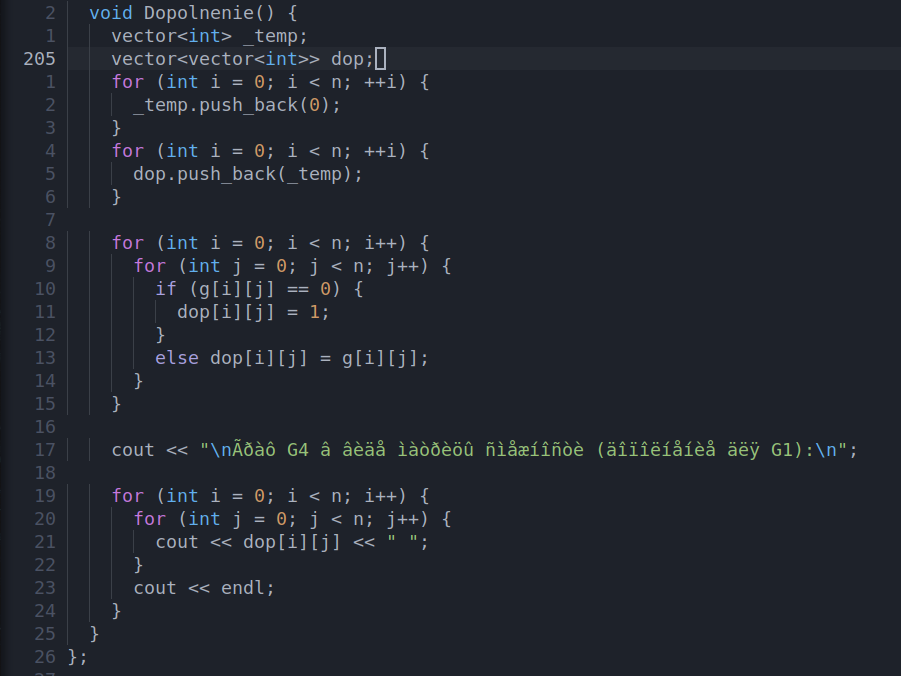 2 void Dopolnenie() {
1 vector<int> _temp;
205 vector<vector<int>> dop;
1 for (int i = 0; i < n; ++i) {
2 _temp.push_back(0);
3 }
4 for (int i = 0; i < n; ++i) {
5 dop.push_back(_temp);
6 }
7
8 for (int i = 0; i < n; i++) {
9 for (int j = 0; j < n; j++) {
10 if (g[i][j] == 0) {
11 dop[i][j] = 1;
12 }
13 else dop[i][j] = g[i][j];
14 }
15 }
16
17 cout << "\nÃðàô G4 â âèäå ìàòðèöû ñìåæíîñòè (äîïîëíåíèå äëÿ G1):\n";
18
19 for (int i = 0; i < n; i++) {
20 for (int j = 0; j < n; j++) {
21 cout << dop[i][j] << " ";
22 }
23 cout << endl;
24 }
25 }
26 };